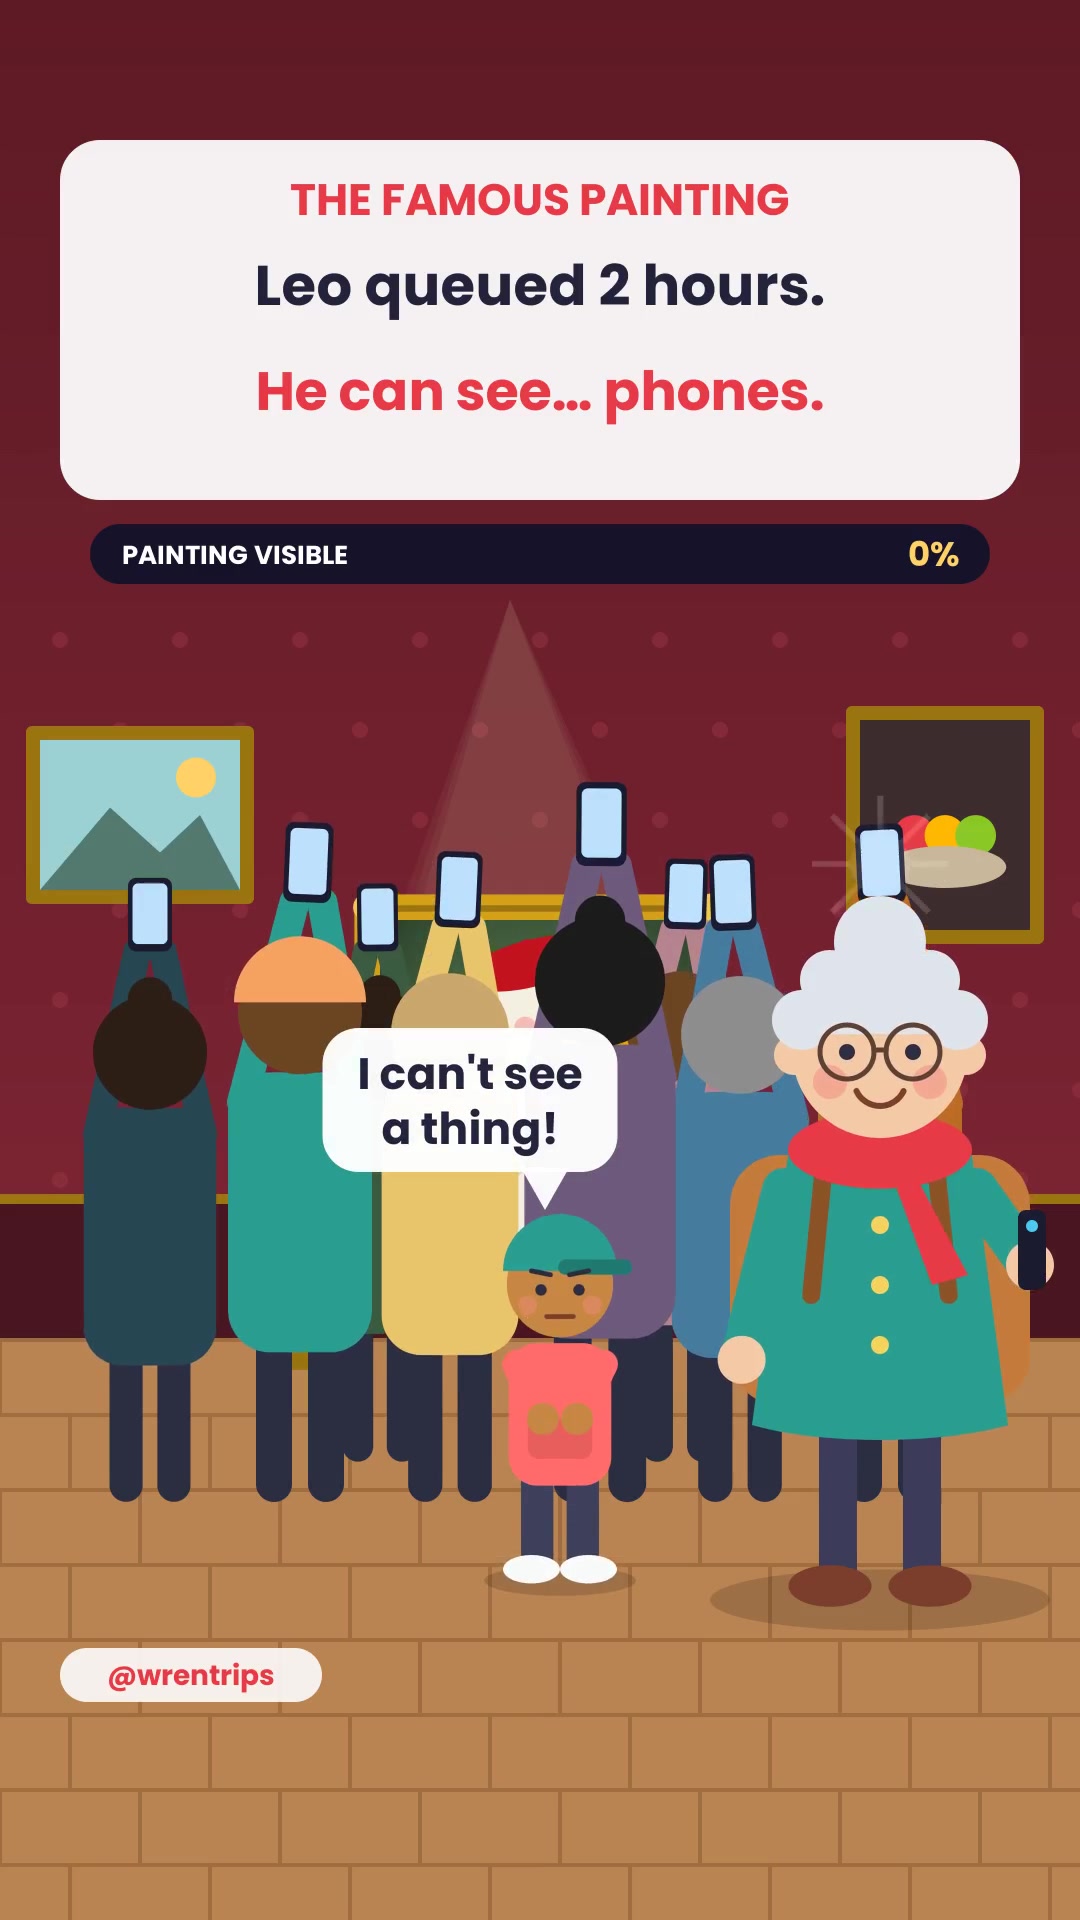 THE FAMOUS PAINTING
Leo queued 2 hours.
He can see... phones.
PAINTING VISIBLE 0%
I can't see
a thing!
@wrentrips